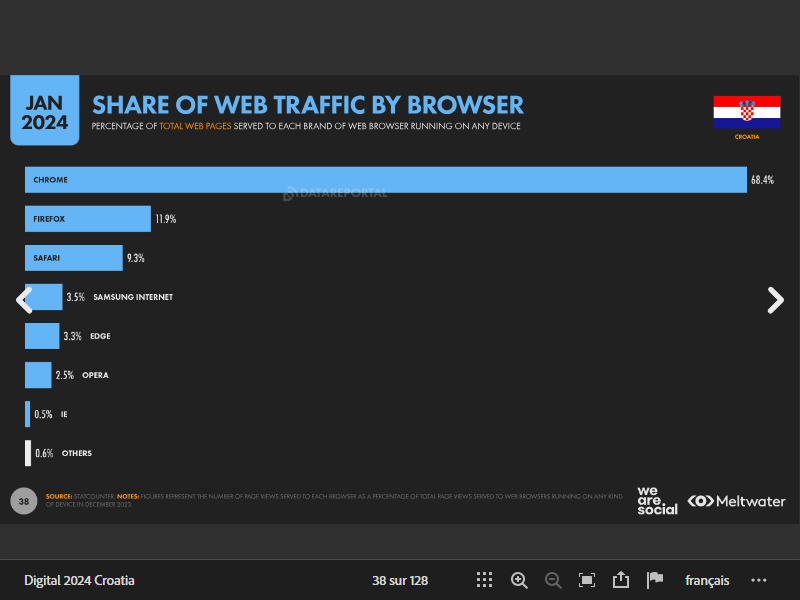 JAN
2024
SHARE OF WEB TRAFFIC BY BROWSER
PERCENTAGE OF TOTAL WEB PAGES SERVED TO EACH BRAND OF WEB BROWSER RUNNING ON ANY DEVICE
CROATIA
CHROME
68.4%
DATAREPORTAL
FIREFOX
11.9%
SAFARI
9.3%
3.5% SAMSUNG INTERNET
3.3% EDGE
2.5% OPERA
0.5% IE
0.6% OTHERS
38
SOURCE: STATCOUNTER. NOTES: FIGURES REPRESENT THE NUMBER OF PAGE VIEWS SERVED TO EACH BROWSER AS A PERCENTAGE OF TOTAL PAGE VIEWS SERVED TO WEB BROWSERS RUNNING ON ANY KIND
OF DEVICE IN DECEMBER 2023.
we
are
social
Meltwater
Digital 2024 Croatia
38 sur 128
français